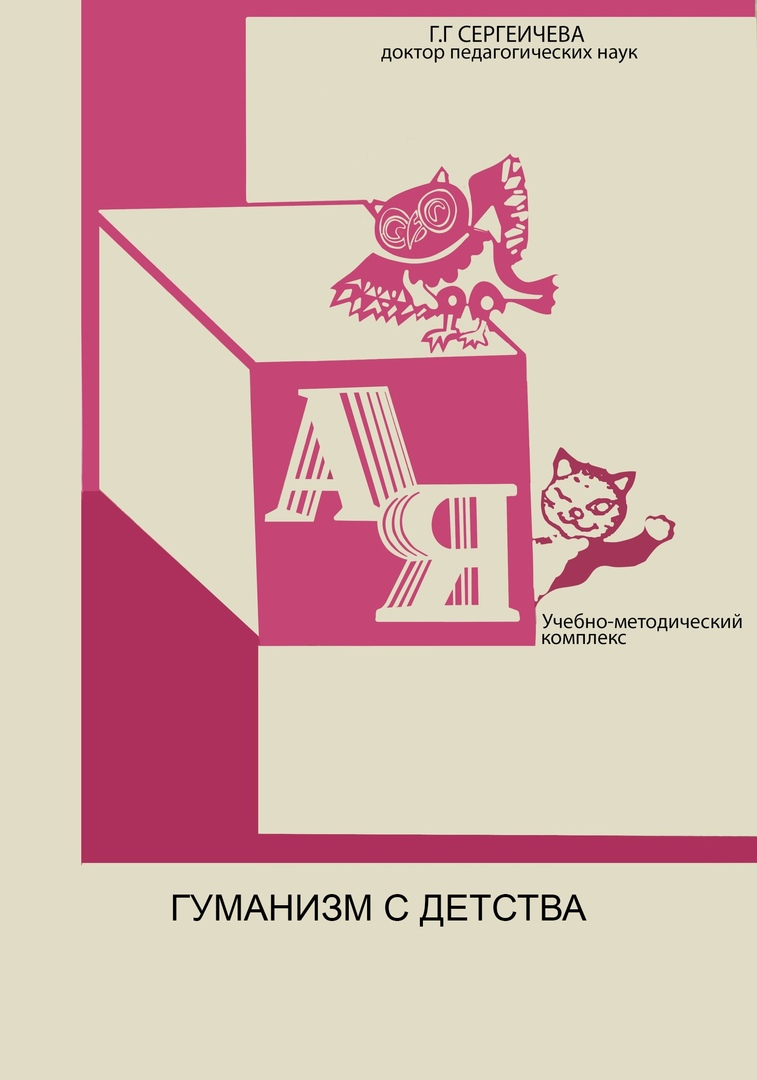 Г.Г СЕРГЕИЧЕВА
доктор педагогических наук
А
Я
Учебно-методический
комплекс
ГУМАНИЗМ С ДЕТСТВА